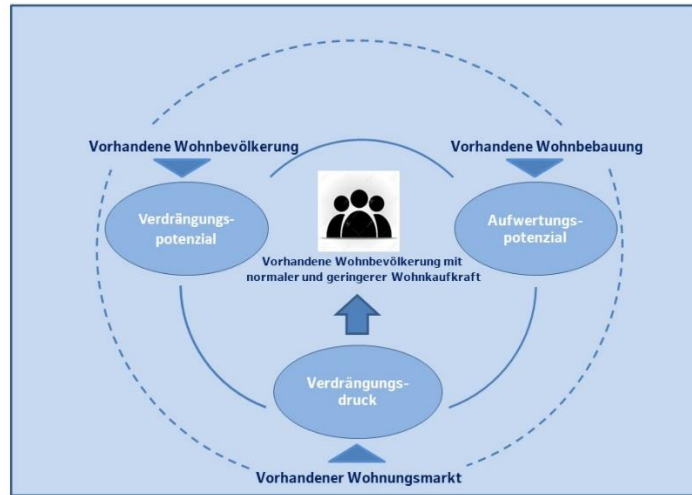 Vorhandene Wohnbevölkerung
Vorhandene Wohnbebauung
Verdrängungs-
potenzial
Aufwertungs-
potenzial
Vorhandene Wohnbevölkerung mit
normaler und geringerer Wohnkaufkraft
Verdrängungs-
druck
Vorhandener Wohnungsmarkt